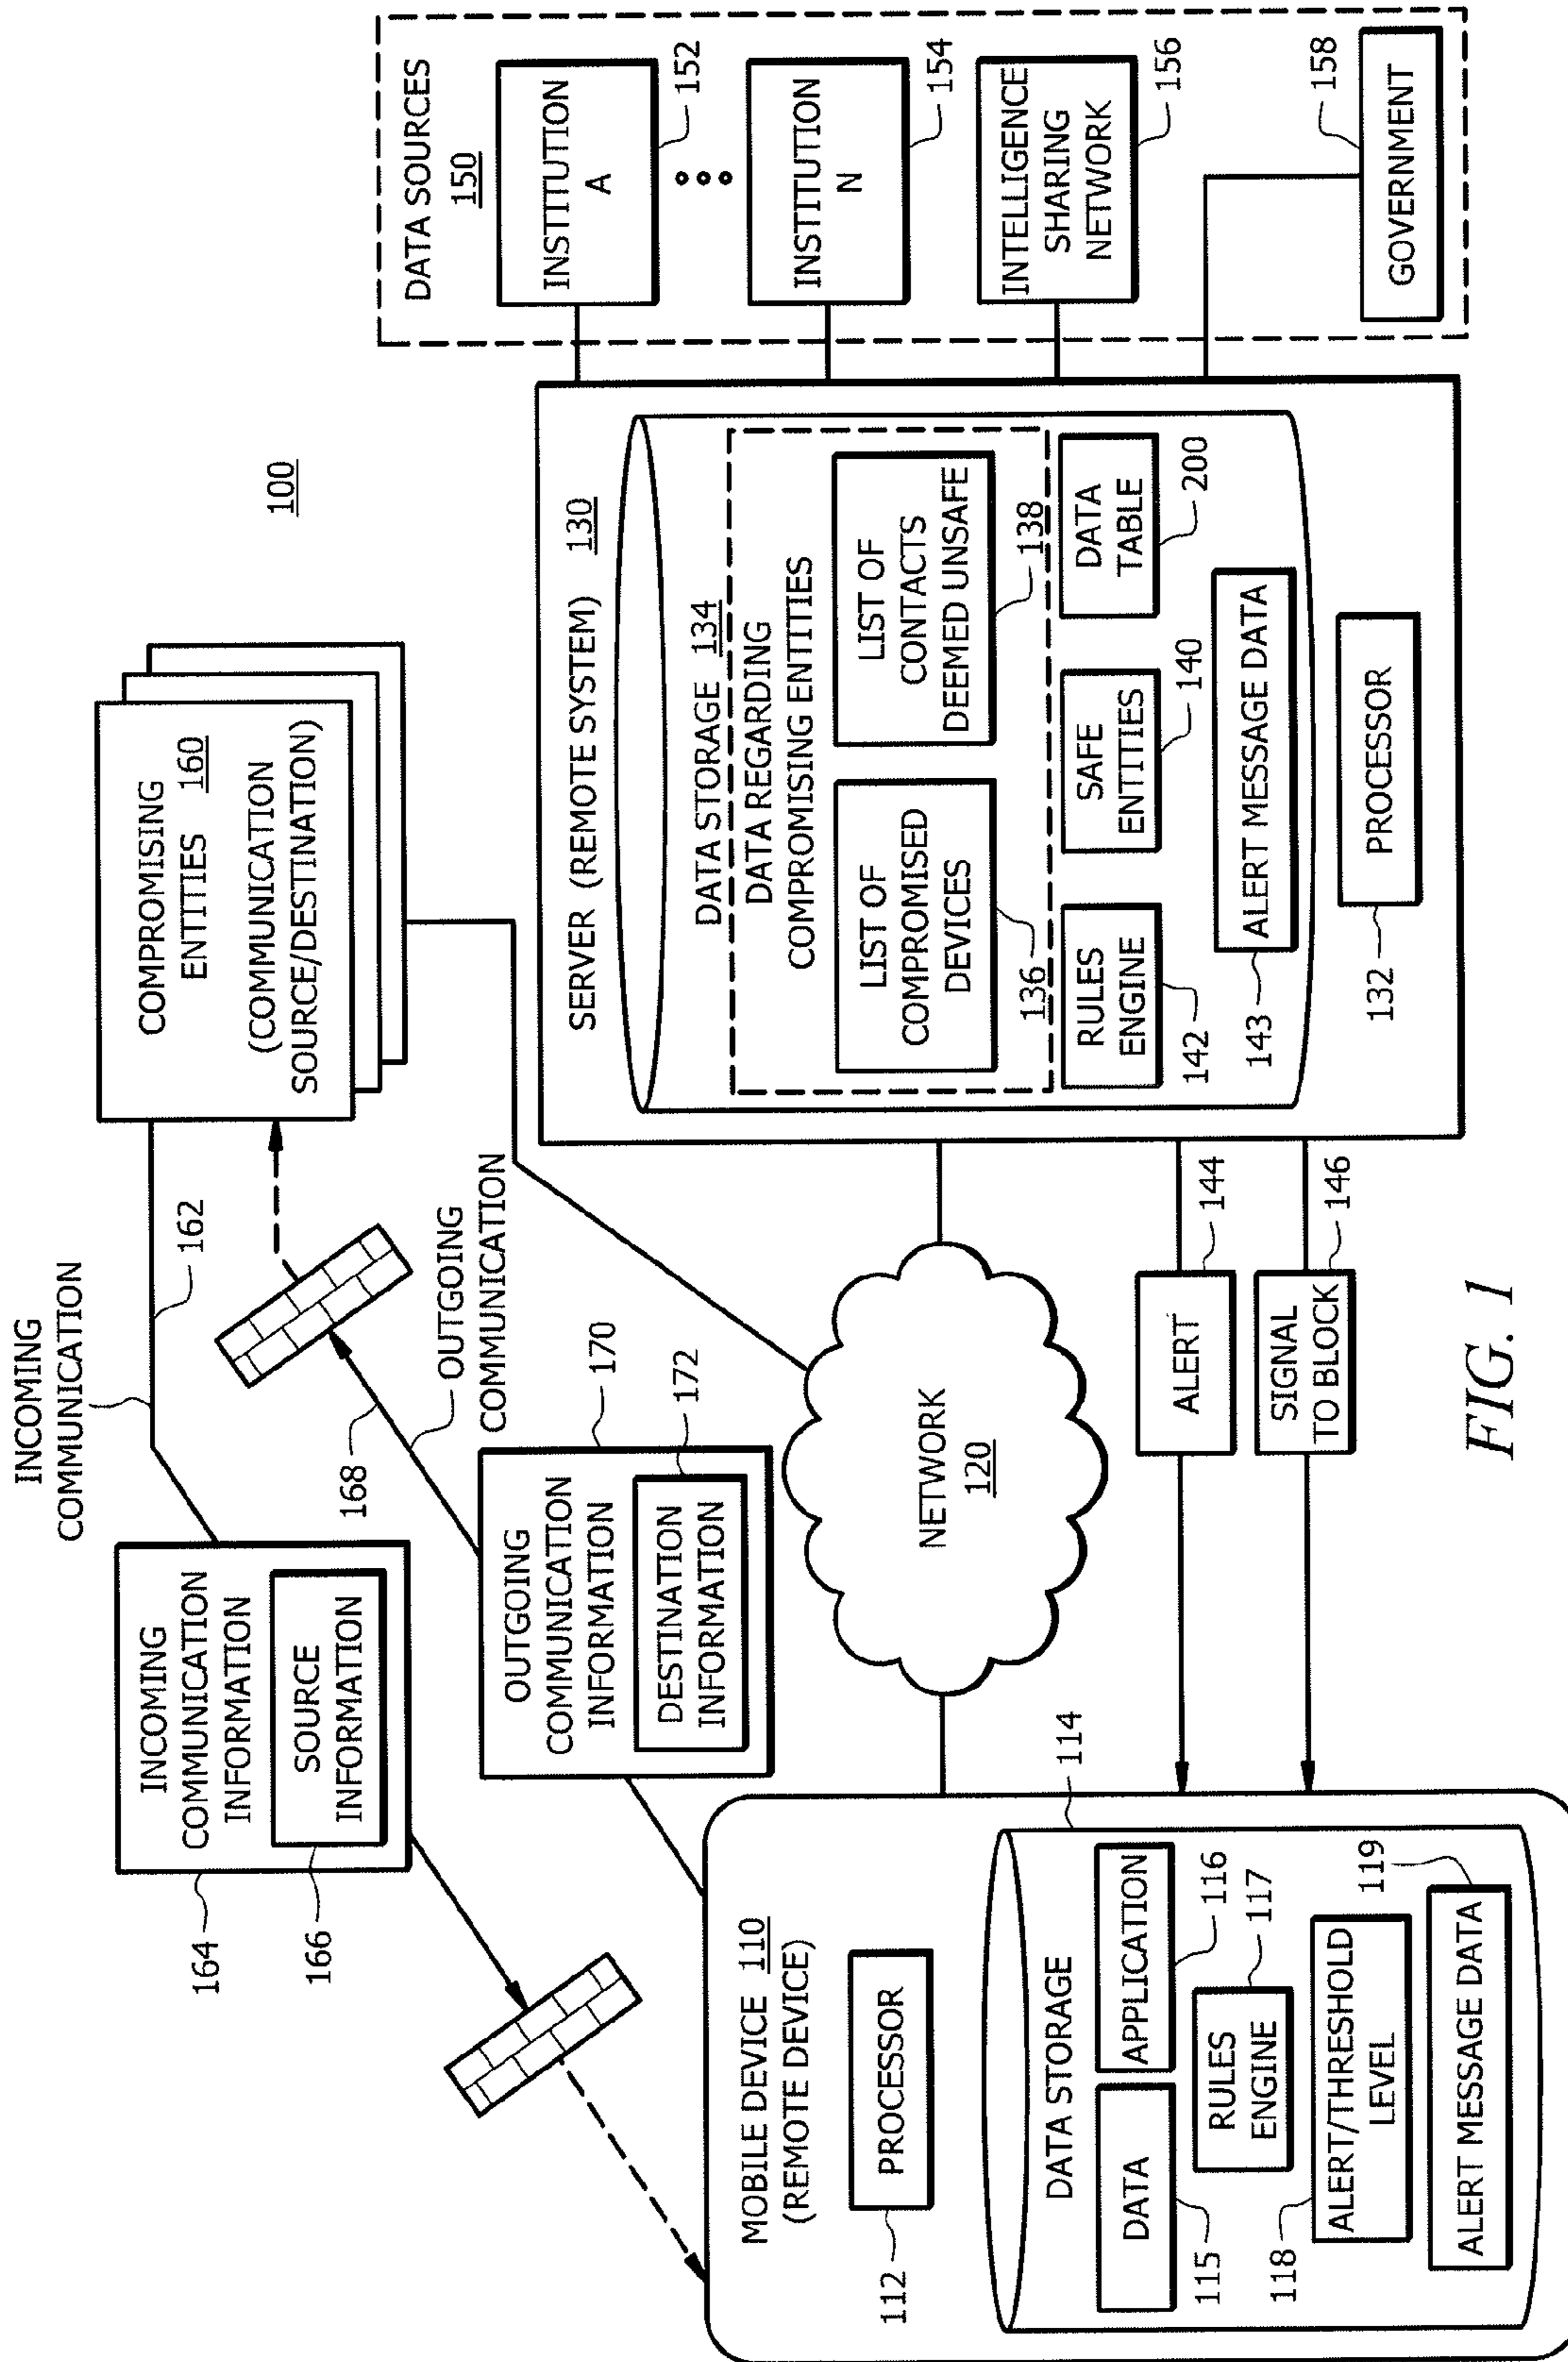 100
INCOMING
COMMUNICATION
162
INCOMING
COMMUNICATION
INFORMATION
SOURCE
INFORMATION
164
166
COMPROMISING
ENTITIES 160
(COMMUNICATION
SOURCE/DESTINATION)
168
OUTGOING
COMMUNICATION
OUTGOING
COMMUNICATION
INFORMATION
DESTINATION
INFORMATION
170
172
MOBILE DEVICE 110
(REMOTE DEVICE)
PROCESSOR
112
DATA STORAGE
114
DATA
115
APPLICATION
116
RULES
ENGINE
117
ALERT/THRESHOLD
LEVEL
118
ALERT MESSAGE DATA
119
NETWORK
120
ALERT
144
SIGNAL
TO BLOCK
146
SERVER (REMOTE SYSTEM) 130
DATA STORAGE 134
DATA REGARDING
COMPROMISING ENTITIES
LIST OF
COMPROMISED
DEVICES
136
LIST OF
CONTACTS
DEEMED UNSAFE
138
RULES
ENGINE
142
SAFE
ENTITIES
140
DATA
TABLE
200
ALERT MESSAGE DATA
143
PROCESSOR
132
DATA SOURCES
150
INSTITUTION
A
152
INSTITUTION
N
154
INTELLIGENCE
SHARING
NETWORK
156
GOVERNMENT
158
FIG. 1